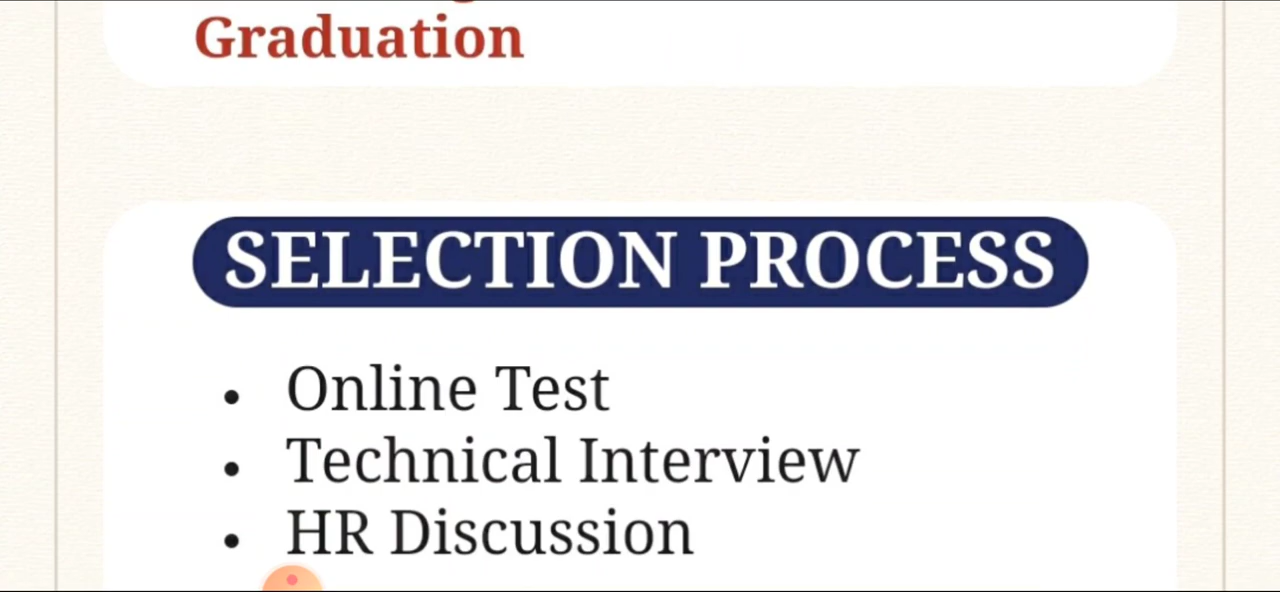 Graduation
SELECTION PROCESS
• Online Test
• Technical Interview
• HR Discussion